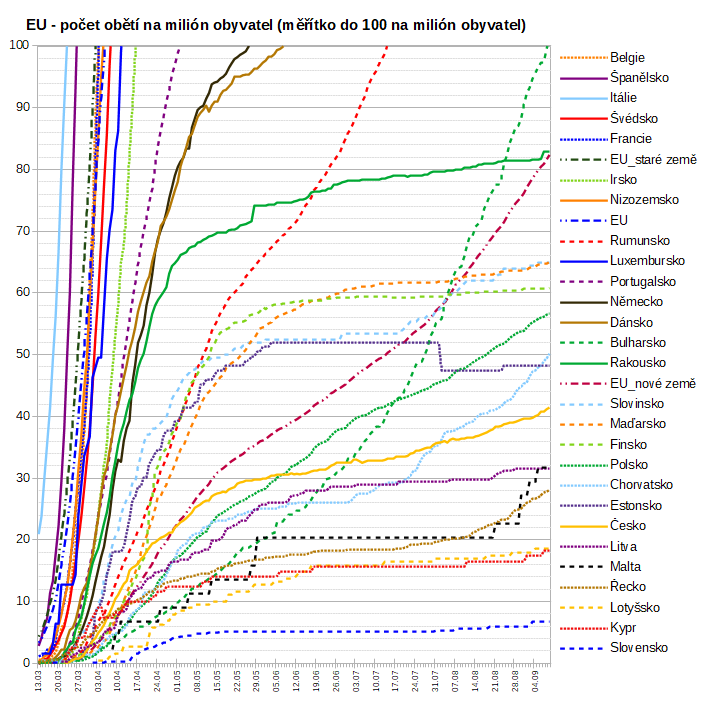 EU - počet obětí na milión obyvatel (měřítko do 100 na milión obyvatel)
100
90
80
70
60
50
40
30
20
10
0
13.03
20.03
27.03
03.04
10.04
17.04
24.04
01.05
08.05
15.05
22.05
29.05
05.06
12.06
19.06
26.06
03.07
10.07
17.07
24.07
31.07
07.08
14.08
21.08
28.08
04.09
Belgie
Španělsko
Itálie
Švédsko
Francie
EU_staré země
Irsko
Nizozemsko
EU
Rumunsko
Luxembursko
Portugalsko
Německo
Dánsko
Bulharsko
Rakousko
EU_nové země
Slovinsko
Maďarsko
Finsko
Polsko
Chorvatsko
Estonsko
Česko
Litva
Malta
Řecko
Lotyšsko
Kypr
Slovensko